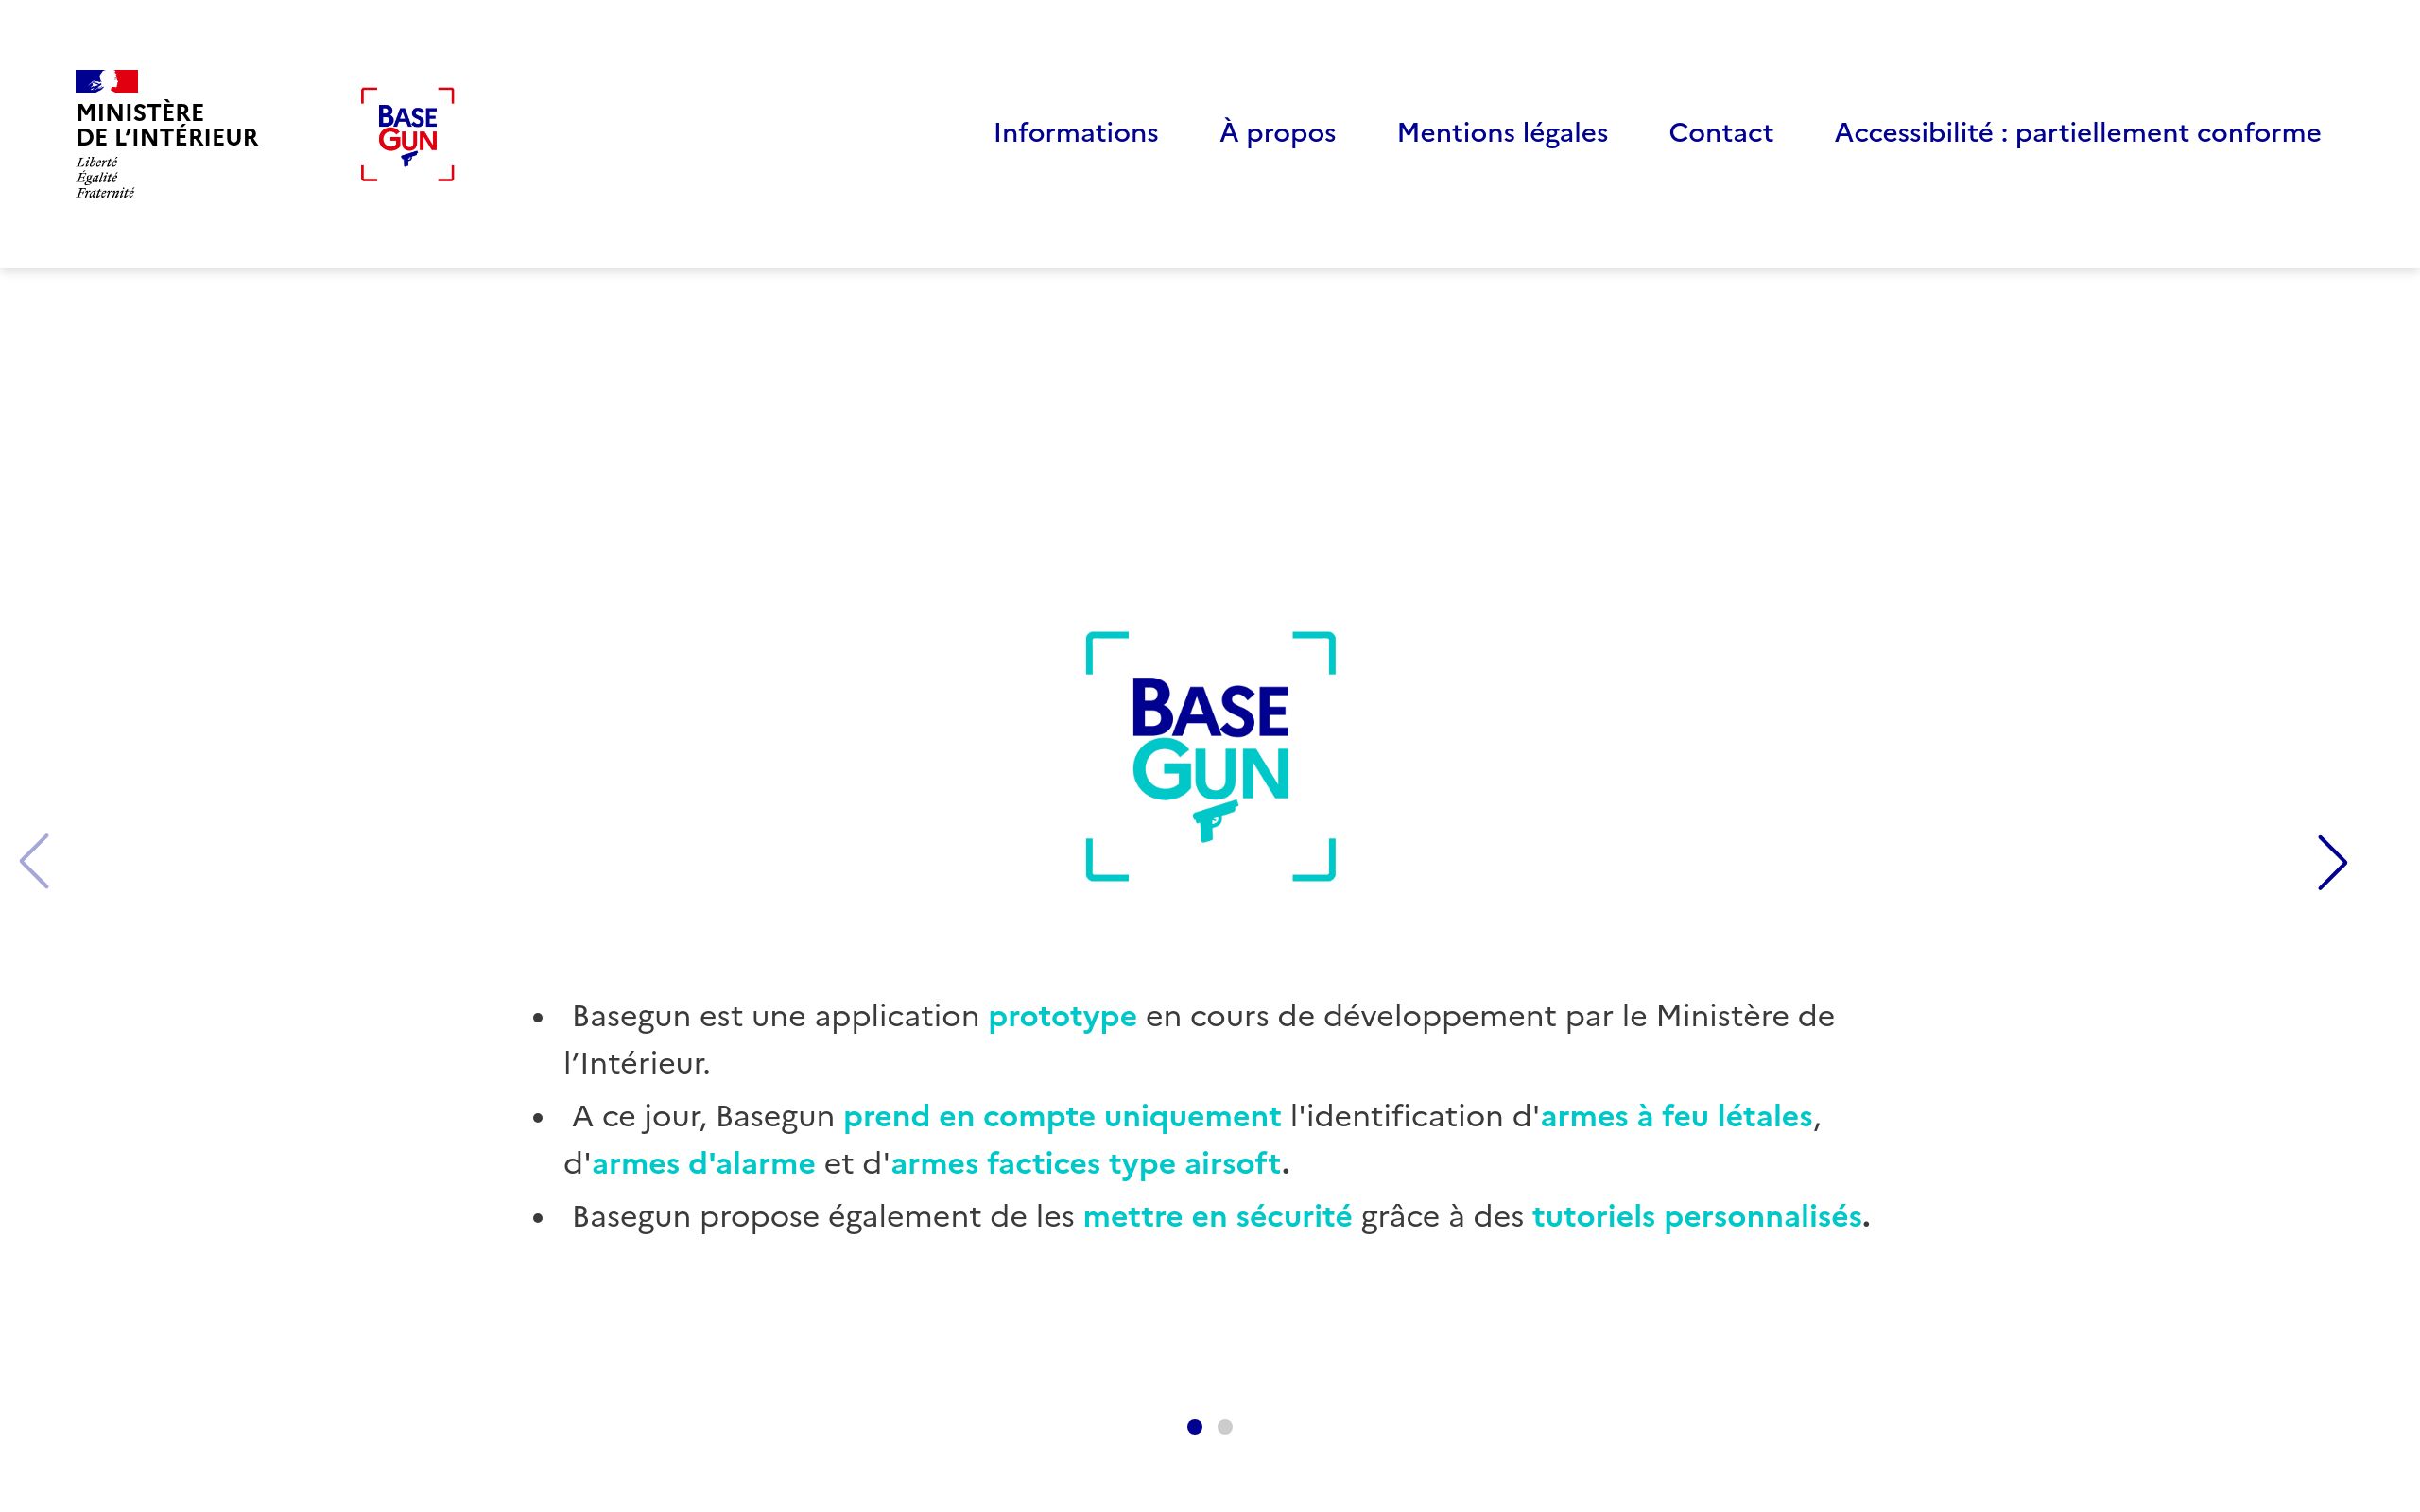 MINISTÈRE
DE L’INTÉRIEUR
Liberté
Égalité
Fraternité
BASE
GUN
Informations
À propos
Mentions légales
Contact
Accessibilité : partiellement conforme
BASE
GUN
• Basegun est une application prototype en cours de développement par le Ministère de
l’Intérieur.
• A ce jour, Basegun prend en compte uniquement l'identification d'armes à feu létales,
d'armes d'alarme et d'armes factices type airsoft.
• Basegun propose également de les mettre en sécurité grâce à des tutoriels personnalisés.